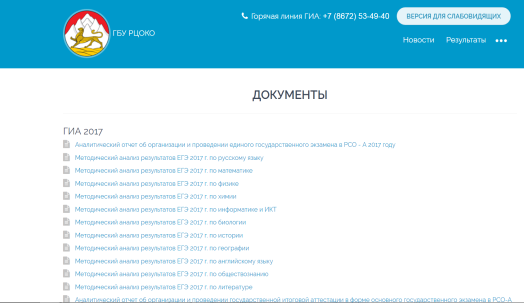 Горячая линия ГИА: +7 (8672) 53-49-40
ВЕРСИЯ ДЛЯ СЛАБОВИДЯЩИХ
ГБУ РЦОКО
Новости Результаты •••
ДОКУМЕНТЫ
ГИА 2017
Аналитический отчет об организации и проведении единого государственного экзамена в РСО - А 2017 году
Методический анализ результатов ЕГЭ 2017 г. по русскому языку
Методический анализ результатов ЕГЭ 2017 г. по математике
Методический анализ результатов ЕГЭ 2017 г. по физике
Методический анализ результатов ЕГЭ 2017 г. по химии
Методический анализ результатов ЕГЭ 2017 г. по информатике и ИКТ
Методический анализ результатов ЕГЭ 2017 г. по биологии
Методический анализ результатов ЕГЭ 2017 г. по истории
Методический анализ результатов ЕГЭ 2017 г. по географии
Методический анализ результатов ЕГЭ 2017 г. по английскому языку
Методический анализ результатов ЕГЭ 2017 г. по обществознанию
Методический анализ результатов ЕГЭ 2017 г. по литературе
Аналитический отчет об организации и проведении государственной итоговой аттестации в форме основного государственного экзамена в РСО-А